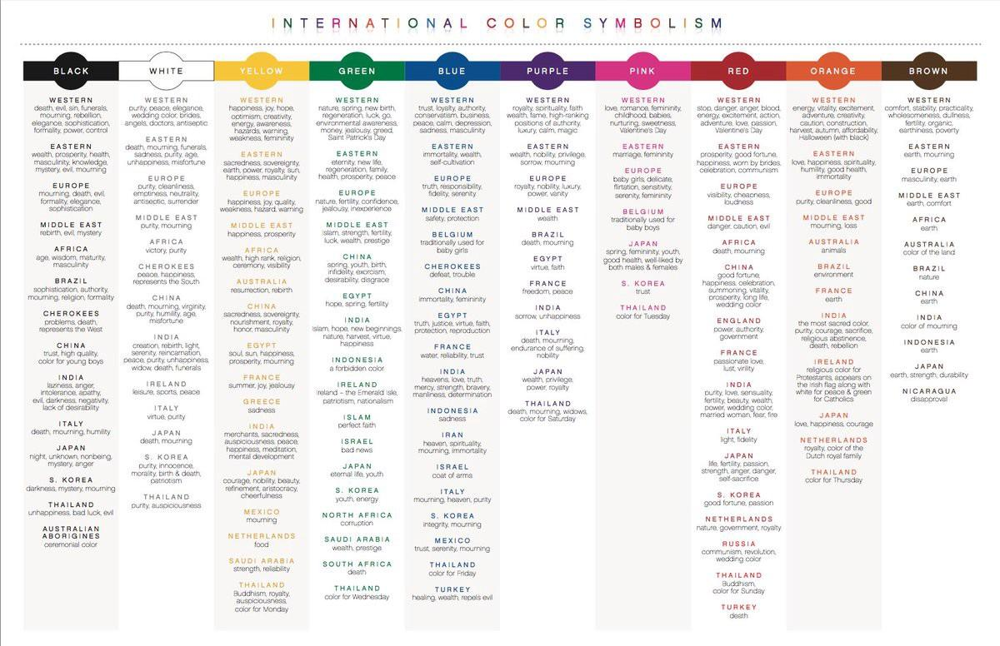 INTERNATIONAL COLOR SYMBOLISM
BLACK
WESTERN
death, evil, sin, funerals,
mourning, rebellion,
elegance, sophistication,
formality, power, control
EASTERN
wealth, prosperity, health,
masculinity, knowledge,
mystery, evil, mourning
EUROPE
mourning, death, evil,
formality, elegance,
sophistication
MIDDLE EAST
rebirth, evil, mystery
AFRICA
age, wisdom, maturity,
masculinity
BRAZIL
sophistication, authority,
mourning, religion, formality
CHEROKEES
problems, death,
represents the West
CHINA
trust, high quality,
color for young boys
INDIA
laziness, anger,
intolerance, apathy,
evil, darkness, negativity,
lack of desirability
ITALY
death, mourning, humility
JAPAN
night, unknown, nonbeing,
mystery, anger
S. KOREA
darkness, mystery, mourning
THAILAND
unhappiness, bad luck, evil
AUSTRALIAN
ABORIGINES
ceremonial color
WHITE
WESTERN
purity, peace, elegance,
wedding color, brides,
angels, doctors, antiseptic
EASTERN
death, mourning, funerals,
sadness, purity, age,
unhappiness, misfortune
EUROPE
purity, cleanliness,
emptiness, neutrality,
antiseptic, surrender
MIDDLE EAST
purity, mourning
AFRICA
victory, purity
CHEROKEES
peace, happiness,
represents the South
CHINA
death, mourning, virginity,
purity, humility, age,
misfortune
INDIA
creation, rebirth, light,
serenity, reincarnation,
peace, purity, unhappiness,
widow, death, funerals
IRELAND
leisure, sports, peace
ITALY
virtue, purity
JAPAN
death, mourning
S. KOREA
purity, innocence,
morality, birth & death,
patriotism
THAILAND
purity, auspiciousness
YELLOW
WESTERN
happiness, joy, hope,
optimism, creativity,
energy, awareness,
hazards, warning,
weakness, femininity
EASTERN
sacredness, sovereignty,
earth, power, royalty, sun,
happiness, masculinity
EUROPE
happiness, joy, quality,
weakness, hazard, warning
MIDDLE EAST
happiness, prosperity
AFRICA
wealth, high rank, religion,
ceremony, visibility
AUSTRALIA
resurrection, rebirth
CHINA
sacredness, sovereignty,
nourishment, royalty,
honor, masculinity
EGYPT
soul, sun, happiness,
prosperity, mourning
FRANCE
summer, joy, jealousy
GREECE
sadness
INDIA
merchants, sacredness,
auspiciousness, peace,
happiness, meditation,
mental development
JAPAN
courage, nobility, beauty,
refinement, aristocracy,
cheerfulness
MEXICO
mourning
NETHERLANDS
food
SAUDI ARABIA
strength, reliability
THAILAND
Buddhism, royalty,
auspiciousness,
color for Monday
GREEN
WESTERN
nature, spring, new birth,
regeneration, luck, go,
environmental awareness,
money, jealousy, greed,
Saint Patrick's Day
EASTERN
eternity, new life,
regeneration, family,
health, prosperity, peace
EUROPE
nature, fertility, confidence,
jealousy, inexperience
MIDDLE EAST
Islam, strength, fertility,
luck, wealth, prestige
CHINA
spring, youth, birth,
infidelity, exorcism,
desirability, disgrace
EGYPT
hope, spring, fertility
INDIA
Islam, hope, new beginnings,
nature, harvest, virtue,
happiness
INDONESIA
a forbidden color
IRELAND
Ireland – the Emerald Isle,
patriotism, nationalism
ISLAM
perfect faith
ISRAEL
bad news
JAPAN
eternal life, youth
S. KOREA
youth, energy
NORTH AFRICA
corruption
SAUDI ARABIA
wealth, prestige
SOUTH AFRICA
death
THAILAND
color for Wednesday
BLUE
WESTERN
trust, loyalty, authority,
conservatism, business,
peace, calm, depression,
sadness, masculinity
EASTERN
immortality, wealth,
self-cultivation
EUROPE
truth, responsibility,
fidelity, serenity
MIDDLE EAST
safety, protection
BELGIUM
traditionally used for
baby girls
CHEROKEES
defeat, trouble
CHINA
immortality, femininity
EGYPT
truth, justice, virtue, faith,
protection, reproduction
FRANCE
water, reliability, trust
INDIA
heavens, love, truth,
mercy, strength, bravery,
manliness, determination
INDONESIA
sadness
IRAN
heaven, spirituality,
mourning, immortality
ISRAEL
coat of arms
ITALY
mourning, heaven, purity
S. KOREA
integrity, mourning
MEXICO
trust, serenity, mourning
THAILAND
color for Friday
TURKEY
healing, wealth, repels evil
PURPLE
WESTERN
royalty, spirituality, faith
wealth, fame, high-ranking
positions of authority,
luxury, calm, magic
EASTERN
wealth, nobility, privilege,
sorrow, mourning
EUROPE
royalty, nobility, luxury,
power, vanity
MIDDLE EAST
wealth
BRAZIL
death, mourning
EGYPT
virtue, faith
FRANCE
freedom, peace
INDIA
sorrow, unhappiness
ITALY
death, mourning,
endurance of suffering,
nobility
JAPAN
wealth, privilege,
power, royalty
THAILAND
death, mourning, widows,
color for Saturday
PINK
WESTERN
love, romance, femininity,
childhood, babies,
nurturing, sweetness,
Valentine's Day
EASTERN
marriage, femininity
EUROPE
baby girls, delicate,
flirtation, sensitivity,
serenity, femininity
BELGIUM
traditionally used for
baby boys
JAPAN
spring, femininity, youth,
good health, well-liked by
both males & females
S. KOREA
trust
THAILAND
color for Tuesday
RED
WESTERN
stop, danger, anger, blood,
energy, excitement, action,
adventure, love, passion,
Valentine's Day
EASTERN
prosperity, good fortune,
happiness, worn by brides,
celebration, communism
EUROPE
visibility, cheapness,
loudness
MIDDLE EAST
danger, caution, evil
AFRICA
death, mourning
CHINA
good fortune,
happiness, celebration,
summoning, vitality,
prosperity, long life,
wedding color
ENGLAND
power, authority,
government
FRANCE
passionate love,
lust, virility
INDIA
purity, love, sensuality,
fertility, beauty, wealth,
power, wedding color,
married woman, fear, fire
ITALY
light, fidelity
JAPAN
life, fertility, passion,
strength, anger, danger,
self-sacrifice
S. KOREA
good fortune, passion
NETHERLANDS
nature, government, royalty
RUSSIA
communism, revolution,
wedding color
THAILAND
Buddhism,
color for Sunday
TURKEY
death
ORANGE
WESTERN
energy, vitality, excitement,
adventure, creativity,
caution, construction,
harvest, autumn, affordability,
Halloween (with black)
EASTERN
love, happiness, spirituality,
humility, good health,
immortality
EUROPE
purity, cleanliness, good
MIDDLE EAST
mourning, loss
AUSTRALIA
animals
BRAZIL
environment
FRANCE
earth
INDIA
the most sacred color,
purity, courage, sacrifice,
religious abstinence,
death, rebellion
IRELAND
religious color for
Protestants, appears on
the Irish flag along with
white for peace & green
for Catholics
JAPAN
love, happiness, courage
NETHERLANDS
royalty, color of the
Dutch royal family
THAILAND
color for Thursday
BROWN
WESTERN
comfort, stability, practicality,
wholesomeness, dullness,
fertility, organic,
earthiness, poverty
EASTERN
earth, mourning
EUROPE
masculinity, earth
MIDDLE EAST
earth, comfort
AFRICA
earth
AUSTRALIA
color of the land
BRAZIL
nature
CHINA
earth
INDIA
color of mourning
INDONESIA
earth
JAPAN
earth, strength, durability
NICARAGUA
disapproval